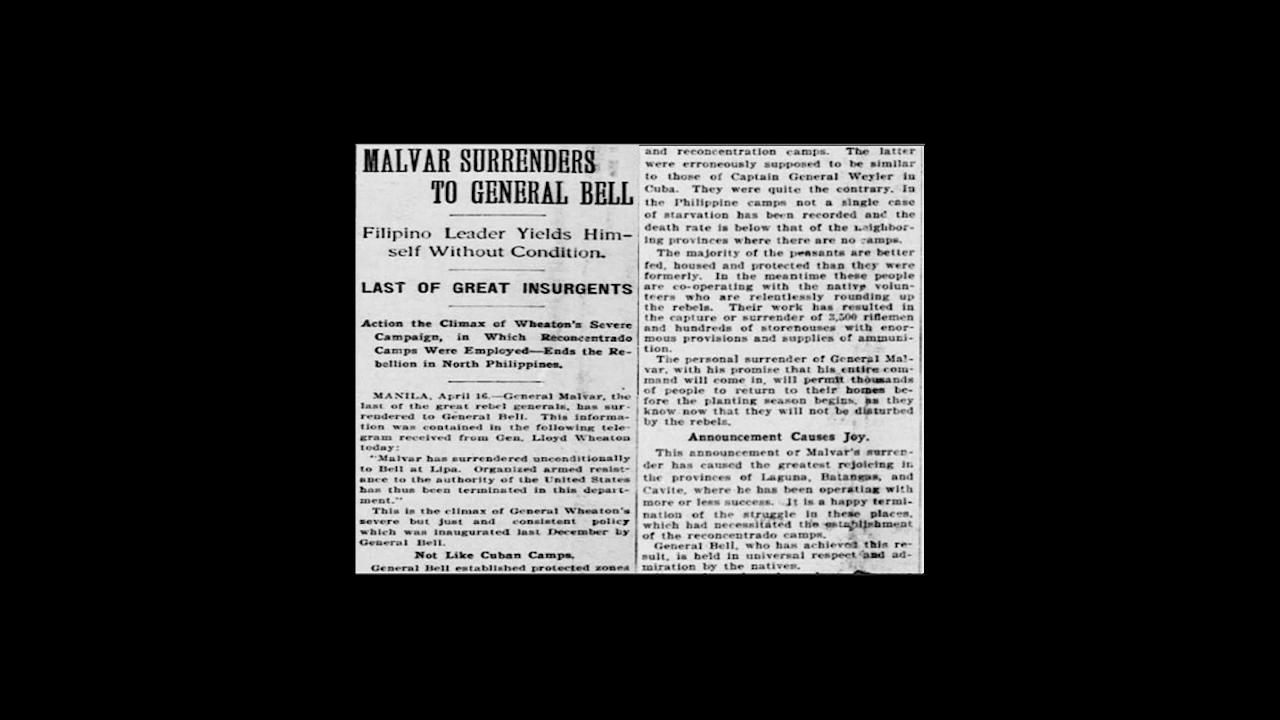 MALVAR SURRENDERS
TO GENERAL BELL
Filipino Leader Yields Him-
self Without Condition.
LAST OF GREAT INSURGENTS
Action the Climax of Wheaton's Severe
Campaign, in Which Reconcentrado
Camps Were Employed—Ends the Re-
bellion in North Philippines.
MANILA, April 16.—General Malvar, the
last of the great rebel generals, has sur-
rendered to General Bell. This informa-
tion was contained in the following tele-
gram received from Gen. Lloyd Wheaton
today:
"Malvar has surrendered unconditionally
to Bell at Lipa. Organized armed resist-
ance to the authority of the United States
has thus been terminated in this depart-
ment."
This is the climax of General Wheaton's
severe but just and consistent policy
which was inaugurated last December by
General Bell.
Not Like Cuban Camps.
General Bell established protected zones
and reconcentration camps. The latter
were erroneously supposed to be similar
to those of Captain General Weyler in
Cuba. They were quite the contrary. In
the Philippine camps not a single case
of starvation has been recorded and the
death rate is below that of the neighbor-
ing provinces where there are no camps.
The majority of the peasants are better
fed, housed and protected than they were
formerly. In the meantime these people
are co-operating with the native volun-
teers who are relentlessly rounding up
the rebels. Their work has resulted in
the capture or surrender of 3,500 riflemen
and hundreds of storehouses with enor-
mous provisions and supplies of ammuni-
tion.
The personal surrender of General Mal-
var, with his promise that his entire com-
mand will come in, will permit thousands
of people to return to their homes be-
fore the planting season begins, as they
know now that they will not be disturbed
by the rebels.
Announcement Causes Joy.
This announcement of Malvar's surren-
der has caused the greatest rejoicing in
the provinces of Laguna, Batangas, and
Cavite, where he has been operating with
more or less success. It is a happy termi-
nation of the struggle in these places,
which had necessitated the establishment
of the reconcentrado camps.
General Bell, who has achieved this re-
sult, is held in universal respect and ad-
miration by the natives.